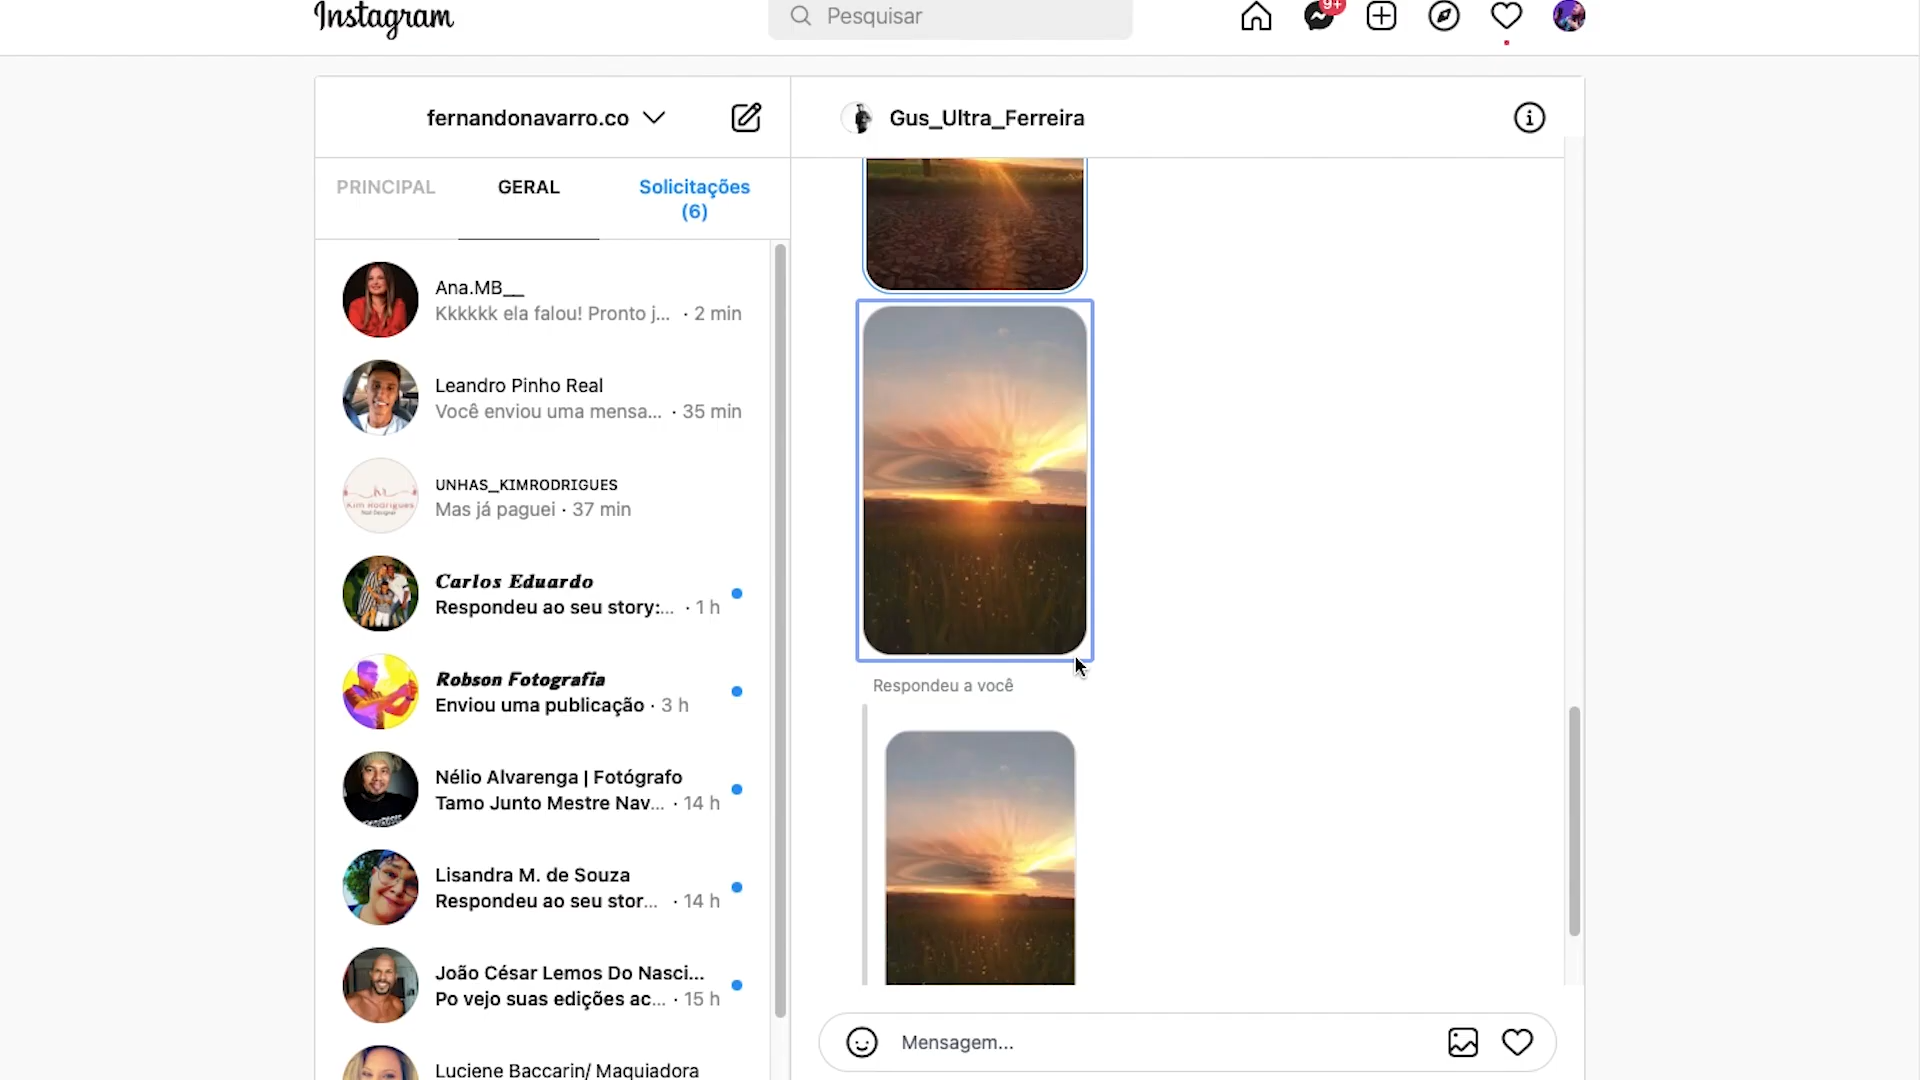 Instagram
Pesquisar
9+
fernandonavarro.co
Gus_Ultra_Ferreira
PRINCIPAL
GERAL
Solicitações
(6)
Ana.MB__
Kkkkkk ela falou! Pronto j... · 2 min
Leandro Pinho Real
Você enviou uma mensa... · 35 min
UNHAS_KIMRODRIGUES
Mas já paguei · 37 min
Kim Rodrigues
Nail Designer
Carlos Eduardo
Respondeu ao seu story:... · 1 h
Robson Fotografia
Enviou uma publicação · 3 h
Respondeu a você
Nélio Alvarenga | Fotógrafo
Tamo Junto Mestre Nav... · 14 h
Lisandra M. de Souza
Respondeu ao seu stor... · 14 h
João César Lemos Do Nasci...
Po vejo suas edições ac... · 15 h
Luciene Baccarin/ Maquiadora
Mensagem...